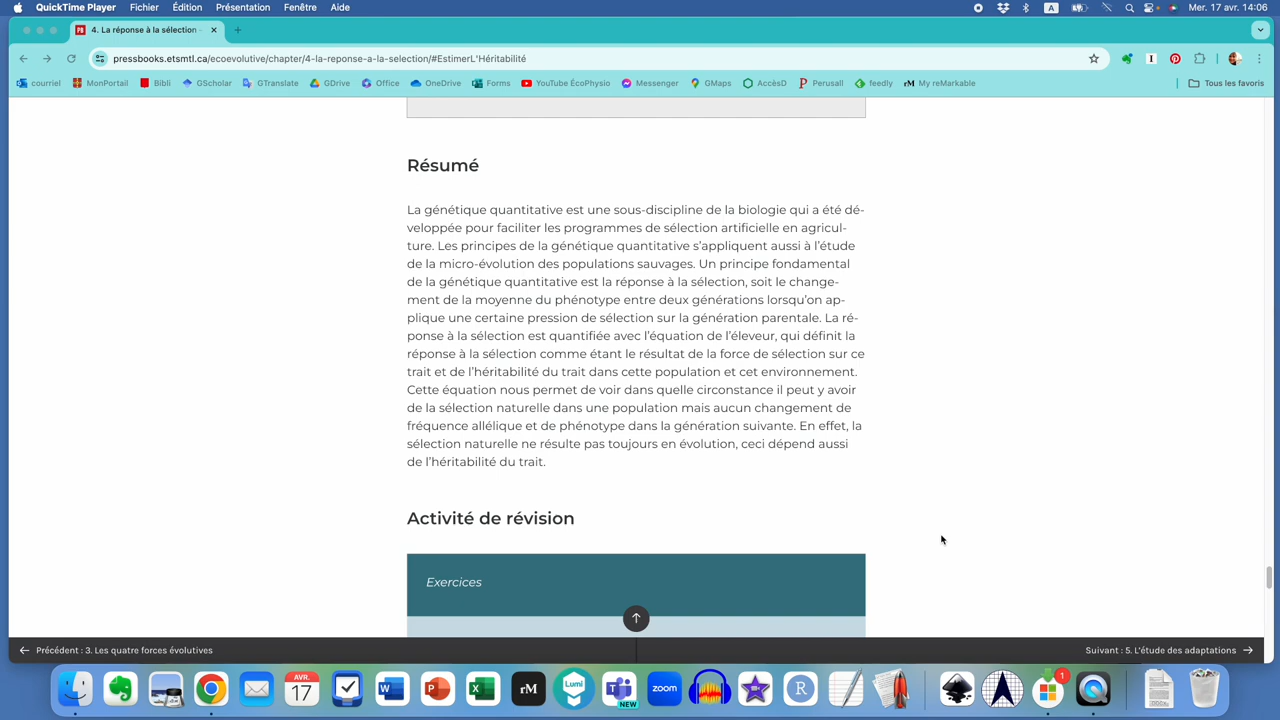 QuickTime Player Fichier Édition Présentation Fenêtre Aide A Mer. 17 avr. 14:06
4. La réponse à la sélection –
pressbooks.etsmtl.ca/ecoevolutive/chapter/4-la-reponse-a-la-selection/#EstimerL'Héritabilité
courriel MonPortail Bibli GScholar GTranslate GDrive Office OneDrive Forms YouTube ÉcoPhysio Messenger GMaps AccèsD Perusall feedly rM My reMarkable Tous les favoris
Résumé
La génétique quantitative est une sous-discipline de la biologie qui a été dé-
veloppée pour faciliter les programmes de sélection artificielle en agricul-
ture. Les principes de la génétique quantitative s'appliquent aussi à l'étude
de la micro-évolution des populations sauvages. Un principe fondamental
de la génétique quantitative est la réponse à la sélection, soit le change-
ment de la moyenne du phénotype entre deux générations lorsqu'on ap-
plique une certaine pression de sélection sur la génération parentale. La ré-
ponse à la sélection est quantifiée avec l'équation de l'éleveur, qui définit la
réponse à la sélection comme étant le résultat de la force de sélection sur ce
trait et de l'héritabilité du trait dans cette population et cet environnement.
Cette équation nous permet de voir dans quelle circonstance il peut y avoir
de la sélection naturelle dans une population mais aucun changement de
fréquence allélique et de phénotype dans la génération suivante. En effet, la
sélection naturelle ne résulte pas toujours en évolution, ceci dépend aussi
de l'héritabilité du trait.
Activité de révision
Exercices
Précédent : 3. Les quatre forces évolutives
Suivant : 5. L'étude des adaptations
AVR.
17
W P X rM Lumi NEW zoom R 1